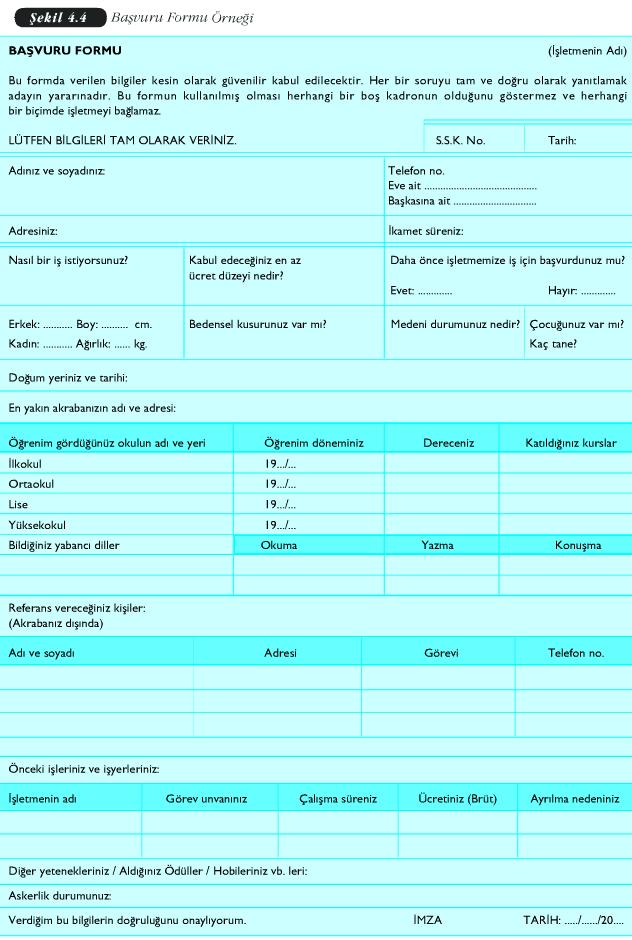 Şekil 4.4 Başvuru Formu Örneği
BAŞVURU FORMU (İşletmenin Adı)
Bu formda verilen bilgiler kesin olarak güvenilir kabul edilecektir. Her bir soruyu tam ve doğru olarak yanıtlamak
adayın yararınadır. Bu formun kullanılmış olması herhangi bir boş kadronun olduğunu göstermez ve herhangi
bir biçimde işletmeyi bağlamaz.
LÜTFEN BİLGİLERİ TAM OLARAK VERİNİZ. S.S.K. No. Tarih:
Adınız ve soyadınız: Telefon no.
Eve ait ..........................................
Başkasına ait ...............................
Adresiniz: İkamet süreniz:
Nasıl bir iş istiyorsunuz? Kabul edeceğiniz en az Daha önce işletmemize iş için başvurdunuz mu?
ücret düzeyi nedir?
Evet: ............. Hayır: .............
Erkek: ........... Boy: .......... cm. Bedensel kusurunuz var mı? Medeni durumunuz nedir? Çocuğunuz var mı?
Kadın: ........... Ağırlık: ...... kg. Kaç tane?
Doğum yeriniz ve tarihi:
En yakın akrabanızın adı ve adresi:
Öğrenim gördüğünüz okulun adı ve yeri Öğrenim döneminiz Dereceniz Katıldığınız kurslar
İlkokul 19.../...
Ortaokul 19.../...
Lise 19.../...
Yüksekokul 19.../...
Bildiğiniz yabancı diller Okuma Yazma Konuşma
Referans vereceğiniz kişiler:
(Akrabanız dışında)
Adı ve soyadı Adresi Görevi Telefon no.
Önceki işleriniz ve işyerleriniz:
İşletmenin adı Görev unvanınız Çalışma süreniz Ücretiniz (Brüt) Ayrılma nedeniniz
Diğer yetenekleriniz / Aldığınız Ödüller / Hobileriniz vb. leri:
Askerlik durumunuz:
Verdiğim bu bilgilerin doğruluğunu onaylıyorum. İMZA TARİH: ...../....../20....